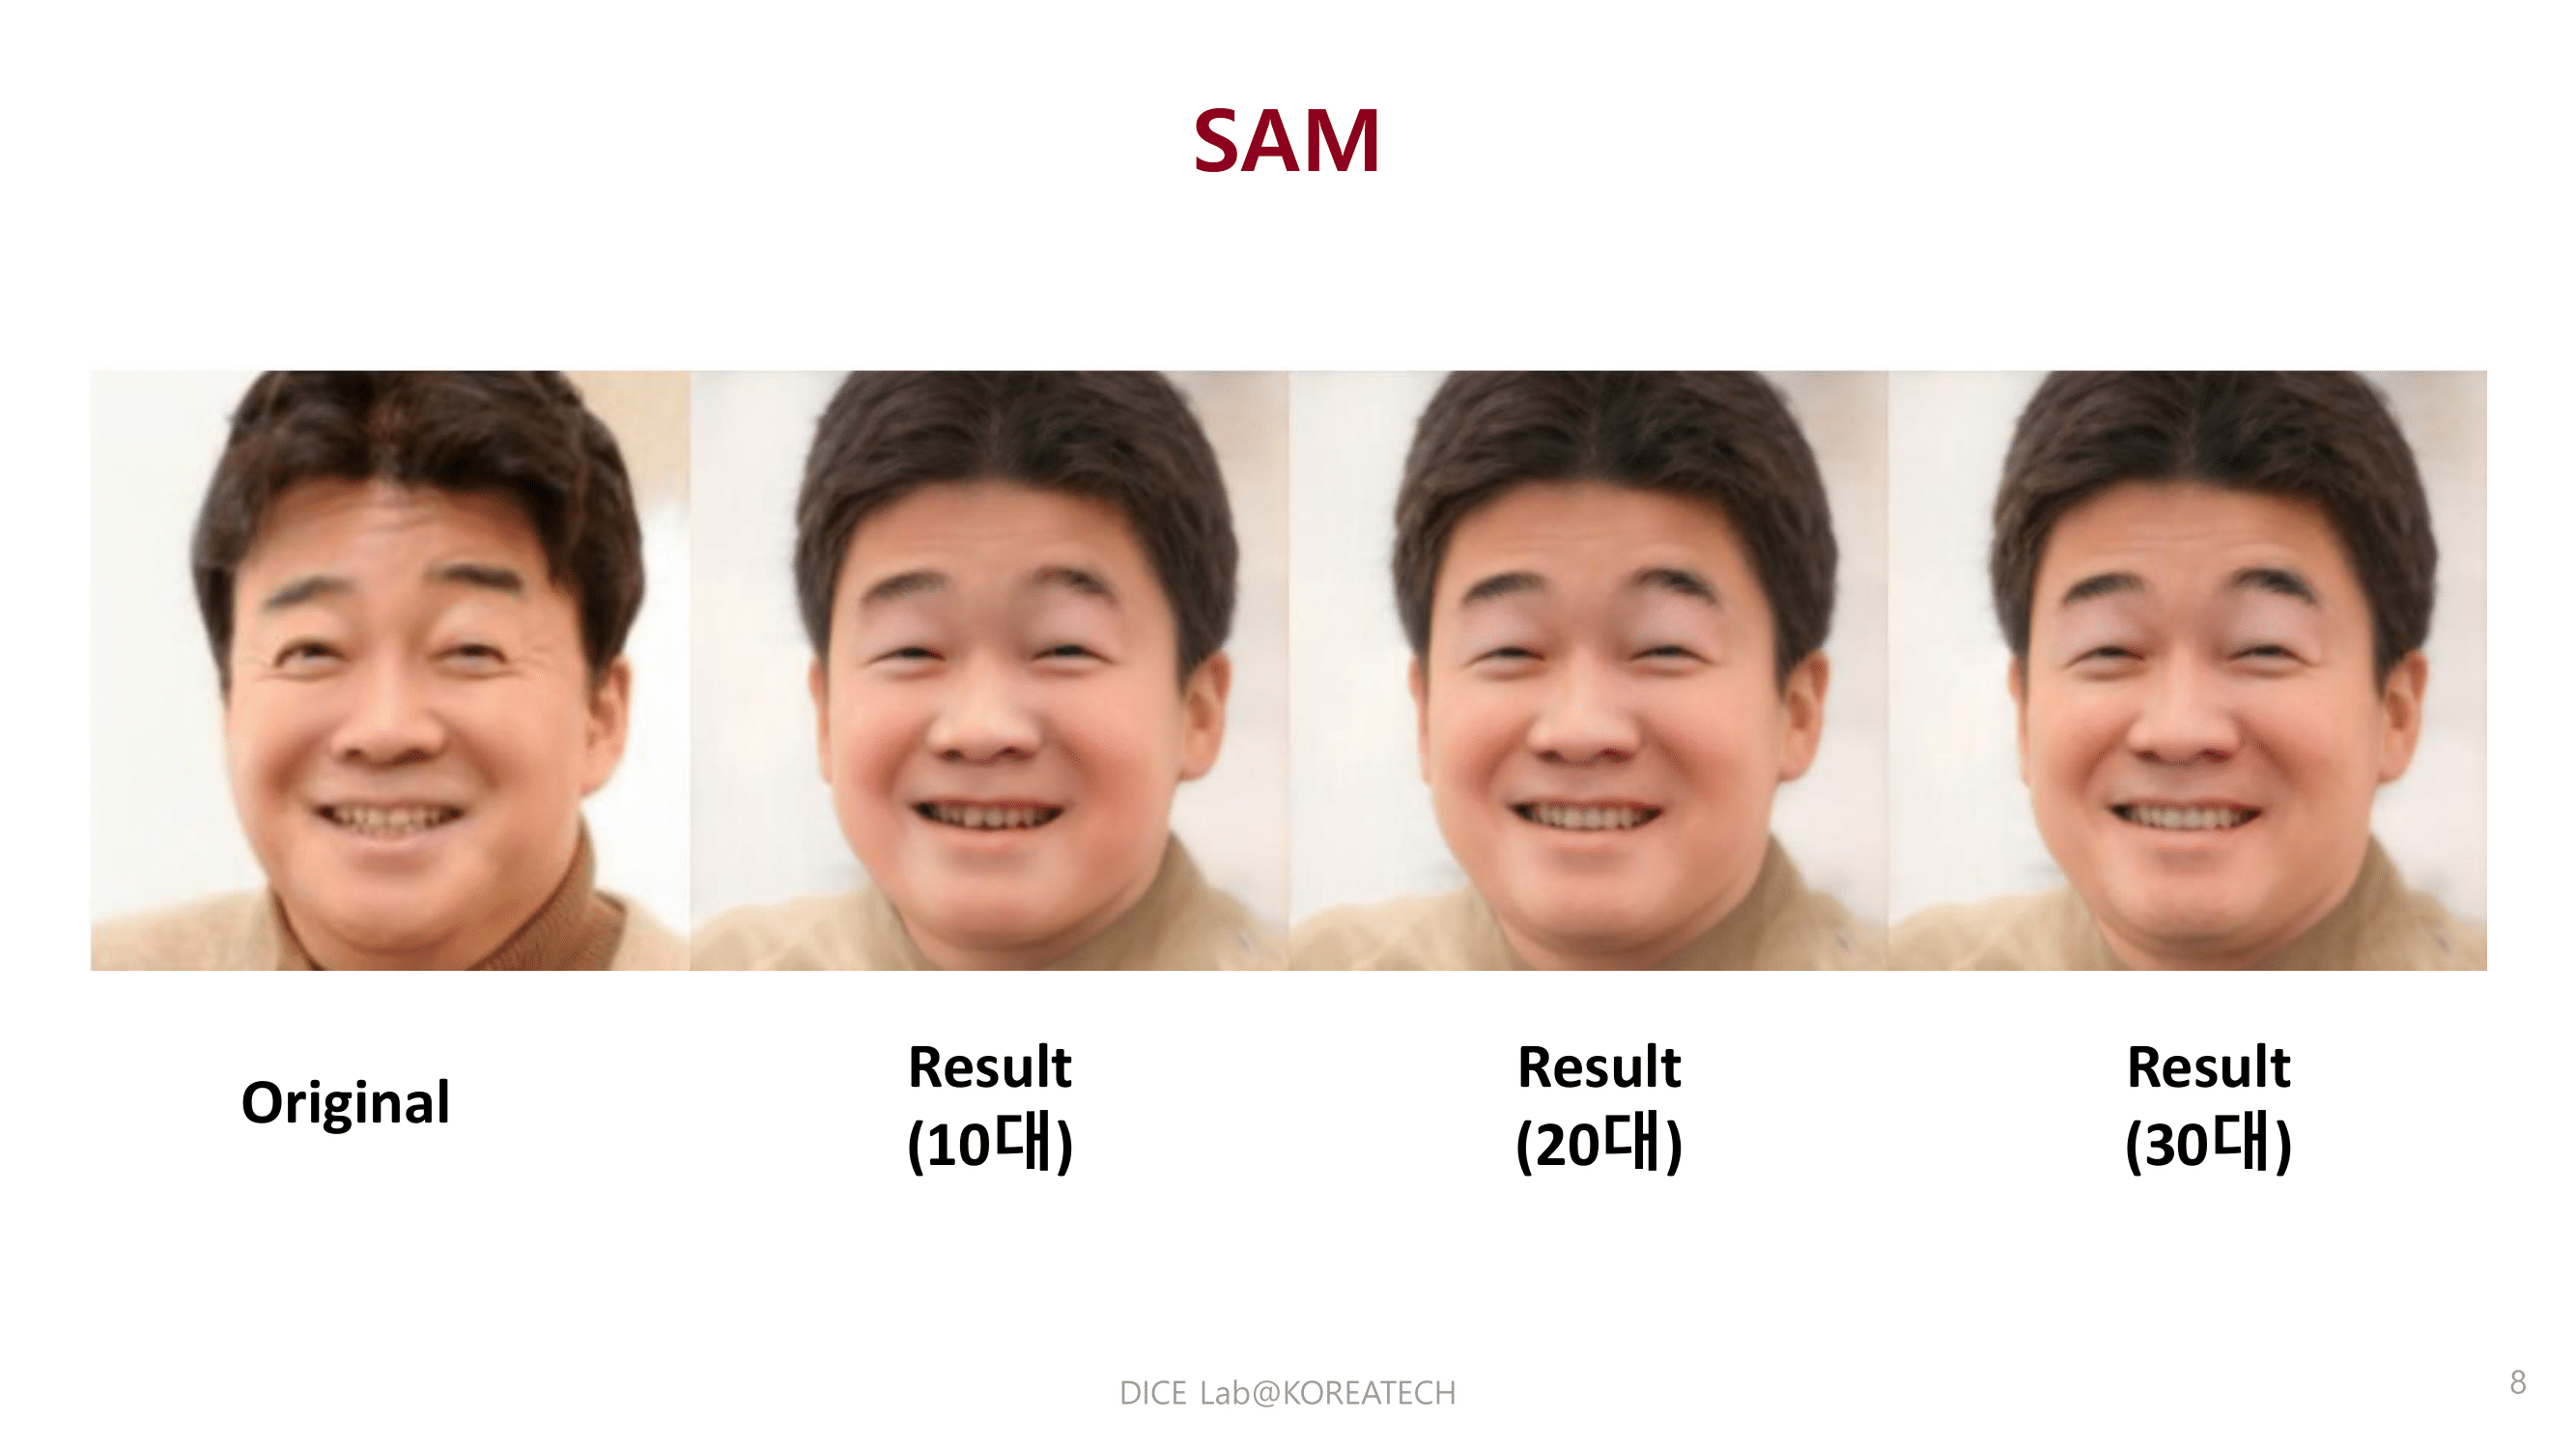 SAM
Original
Result
(10대)
Result
(20대)
Result
(30대)
DICE Lab@KOREATECH
8